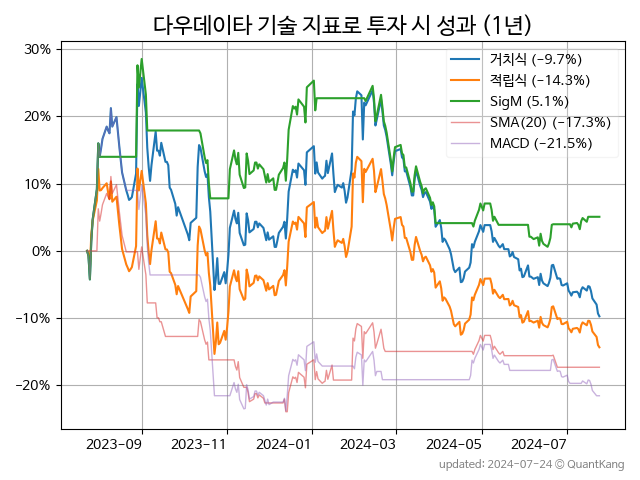 다우데이타 기술 지표로 투자 시 성과 (1년)
30%
20%
10%
0%
−10%
−20%
거치식 (−9.7%)
적립식 (−14.3%)
SigM (5.1%)
SMA(20) (−17.3%)
MACD (−21.5%)
2023−09
2023−11
2024−01
2024−03
2024−05
2024−07
updated: 2024−07−24 © QuantKang